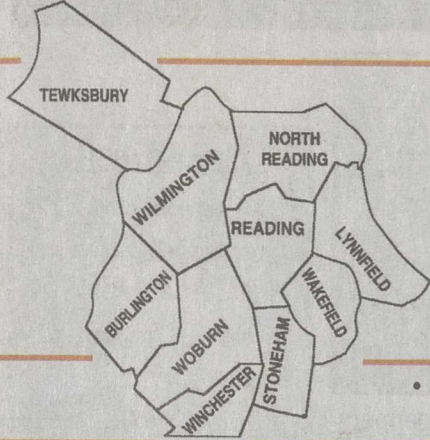 TEWKSBURY
NORTH
READING
WILMINGTON
READING
LYNNFIELD
BURLINGTON
WAKEFIELD
WOBURN
STONEHAM
WINCHESTER